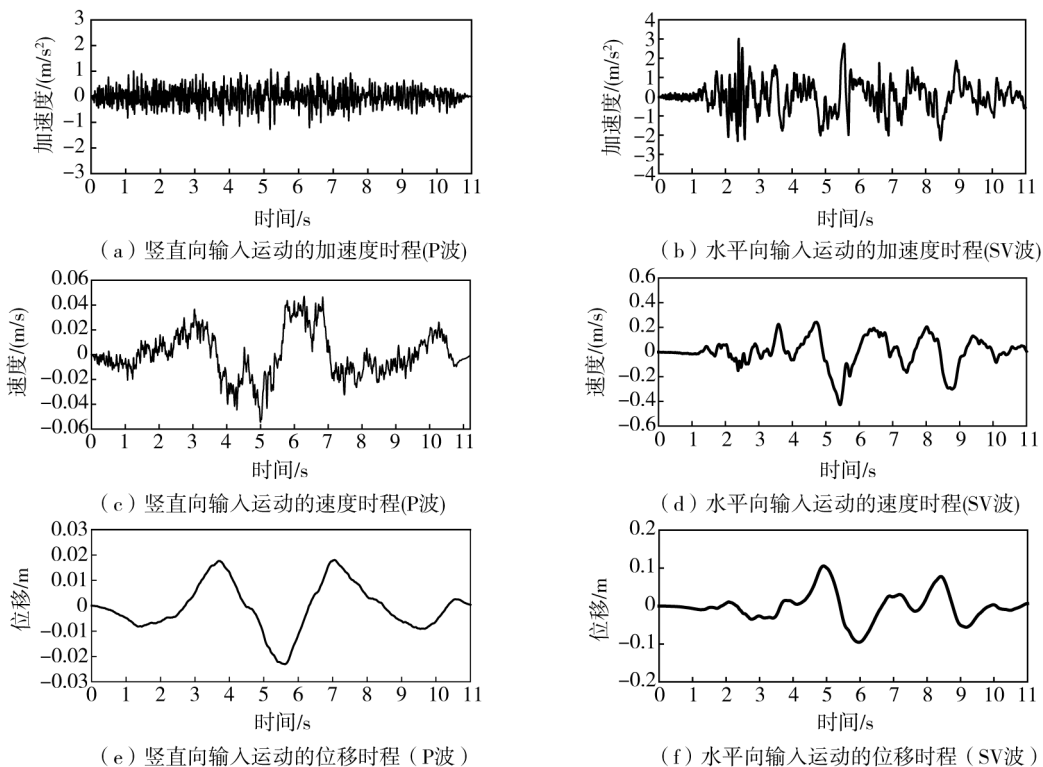 加速度/(m/s²)
3
2
1
0
−1
−2
−3
0 1 2 3 4 5 6 7 8 9 10 11
时间/s
(a)竖直向输入运动的加速度时程(P波)
加速度/(m/s²)
4
3
2
1
0
−1
−2
−3
−4
0 1 2 3 4 5 6 7 8 9 10 11
时间/s
(b)水平向输入运动的加速度时程(SV波)
速度/(m/s)
0.06
0.04
0.02
0
−0.02
−0.04
−0.06
0 1 2 3 4 5 6 7 8 9 10 11
时间/s
(c)竖直向输入运动的速度时程(P波)
速度/(m/s)
0.6
0.4
0.2
0
−0.2
−0.4
−0.6
0 1 2 3 4 5 6 7 8 9 10 11
时间/s
(d)水平向输入运动的速度时程(SV波)
位移/m
0.03
0.02
0.01
0
−0.01
−0.02
−0.03
0 1 2 3 4 5 6 7 8 9 10 11
时间/s
(e)竖直向输入运动的位移时程(P波)
位移/m
0.2
0.1
0
−0.1
−0.2
0 1 2 3 4 5 6 7 8 9 10 11
时间/s
(f)水平向输入运动的位移时程(SV波)